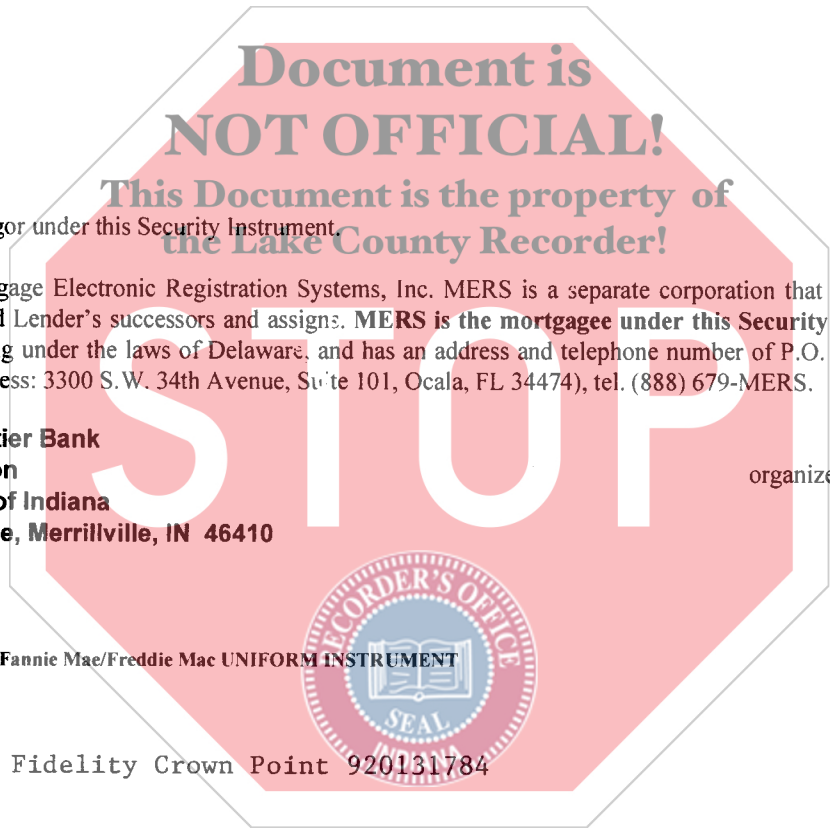 Document is
NOT OFFICIAL!
This Document is the property of
the Lake County Recorder!
gor under this Security Instrument.
gage Electronic Registration Systems, Inc. MERS is a separate corporation that
l Lender's successors and assigns. MERS is the mortgagee under this Security
g under the laws of Delaware, and has an address and telephone number of P.O.
ess: 3300 S.W. 34th Avenue, Suite 101, Ocala, FL 34474), tel. (888) 679-MERS.
STOP
tier Bank
on
organize
of Indiana
e, Merrillville, IN 46410
RECORDER'S OFFICE
SEAL
INDIANA
Fannie Mae/Freddie Mac UNIFORM INSTRUMENT
Fidelity Crown Point 920131784